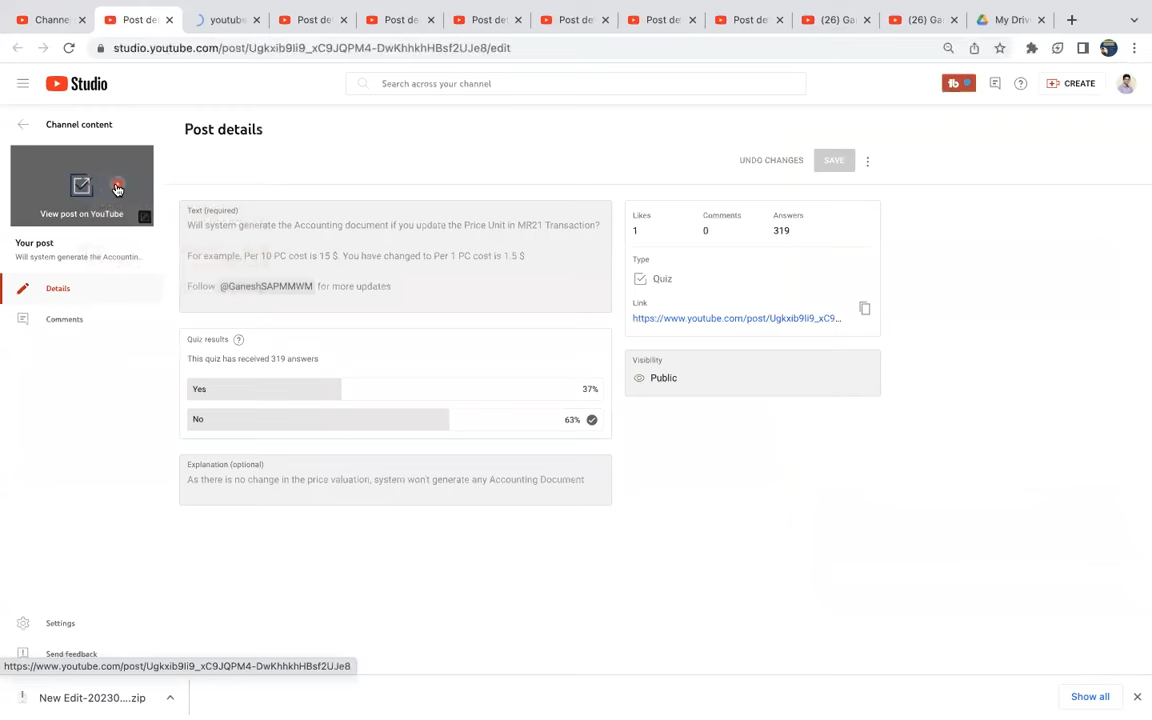 Channel
Post de
youtube
Post de
Post de
Post de
Post de
Post de
Post de
(26) Ga
(26) Ga
My Driv
studio.youtube.com/post/Ugkxib9Ii9_xC9JQPM4-DwKhhkHHBsf2UJe8/edit
Studio
Search across your channel
tb
CREATE
Channel content
Post details
UNDO CHANGES
SAVE
View post on YouTube
Your post
Will system generate the Accountin..
Details
Comments
Text (required)
Will system generate the Accounting document if you update the Price Unit in MR21 Transaction?
For example, Per 10 PC cost is 15 $. You have changed to Per 1 PC cost is 1.5 $
Follow @GaneshSAPMMWM for more updates
Quiz results
This quiz has received 319 answers
Yes 37%
No 63%
Explanation (optional)
As there is no change in the price valuation, system won't generate any Accounting Document
Likes Comments Answers
1 0 319
Type
Quiz
Link
https://www.youtube.com/post/Ugkxib9Ii9_xC9...
Visibility
Public
Settings
Send feedback
https://www.youtube.com/post/Ugkxib9Ii9_xC9JQPM4-DwKhhkHHBsf2UJe8
New Edit-20230....zip
Show all